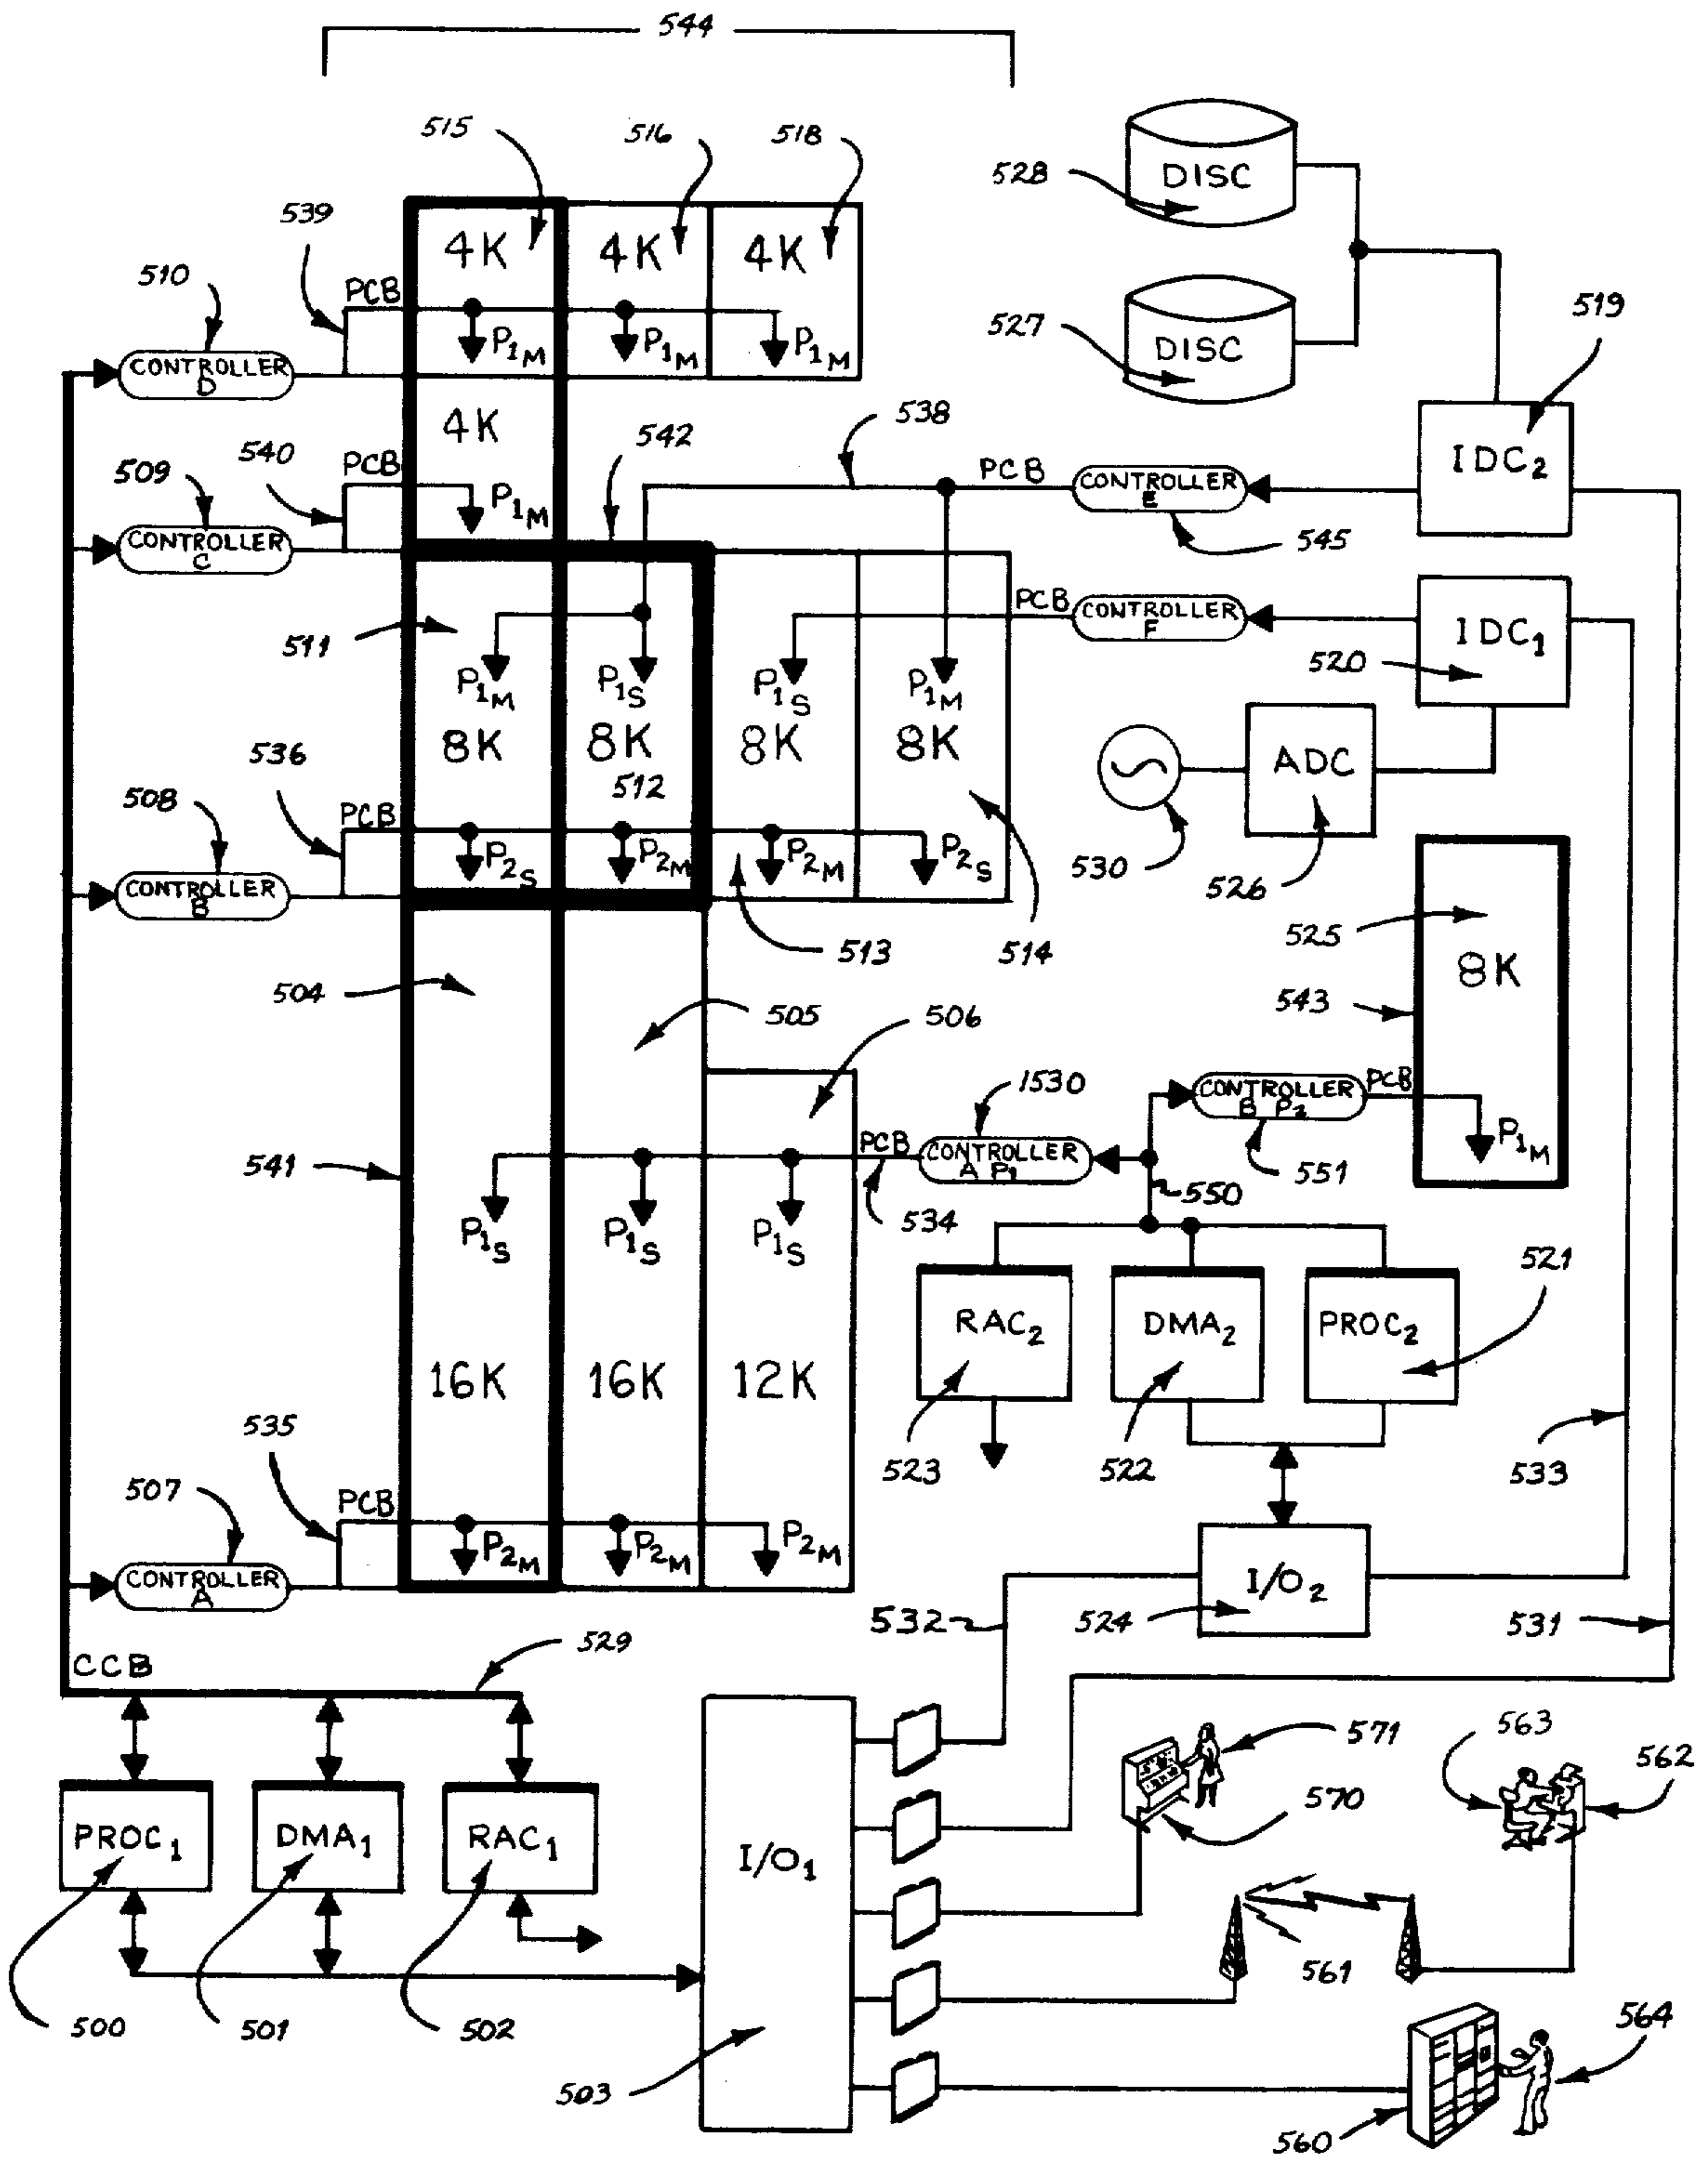 544
515
516
518
528
DISC
539
4K
4K
4K
510
PCB
519
527
DISC
P1M
P1M
P1M
CONTROLLER
D
4K
538
542
540
PCB
PCB
CONTROLLER
E
IDC2
509
P1M
545
CONTROLLER
C
PCB
CONTROLLER
F
IDC1
511
520
P1M
P1S
P1S
P1M
8K
8K
8K
8K
ADC
536
512
508
PCB
P2S
P2M
P2M
P2S
530
526
CONTROLLER
B
525
513
514
8K
504
543
505
506
1530
CONTROLLER
B P2
PCB
PCB
CONTROLLER
A P1
P1M
541
551
550
534
P1S
P1S
P1S
521
RAC2
DMA2
PROC2
16K
16K
12K
535
523
522
533
507
PCB
P2M
P2M
P2M
CONTROLLER
A
I/O2
532
524
531
529
CCB
571
563
562
570
PROC1
DMA1
RAC1
I/O1
561
500
501
502
564
503
560